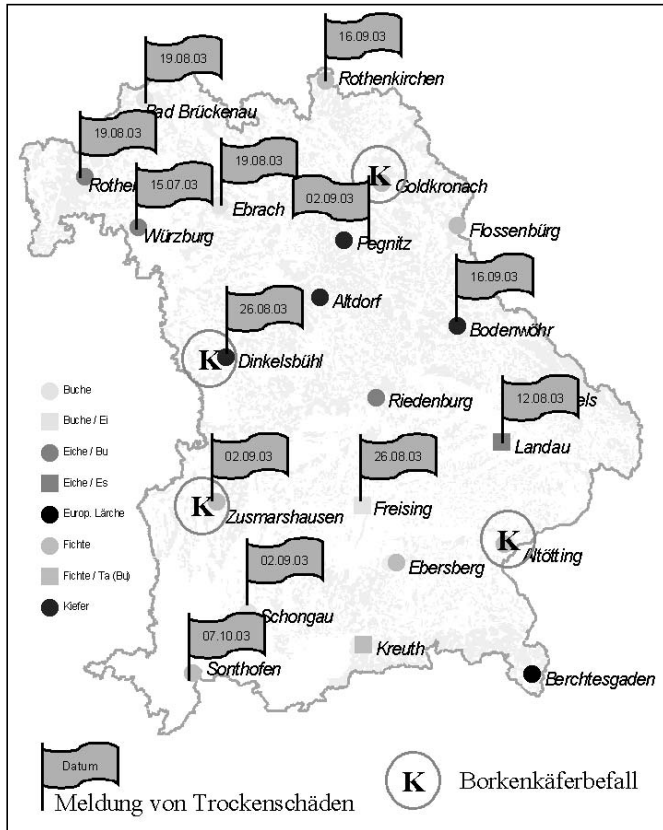 16.09.03
Rothenkirchen
19.08.03
Bad Brückenau
19.08.03
Rother
15.07.03
Würzburg
19.08.03
Ebrach
02.09.03
K
Goldkronach
Pegnitz
Flossenbürg
16.09.03
Bodenwöhr
Altdorf
26.08.03
K
Dinkelsbühl
Riedenburg
12.08.03
els
Landau
Buche
Buche / Ei
Eiche / Bu
Eiche / Es
Europ. Lärche
Fichte
Fichte / Ta (Bu)
Kiefer
02.09.03
K
Zusmarshausen
26.08.03
Freising
K
Altötting
Ebersberg
02.09.03
Schongau
07.10.03
Sonthofen
Kreuth
Berchtesgaden
Datum
Meldung von Trockenschäden
K
Borkenkäferbefall